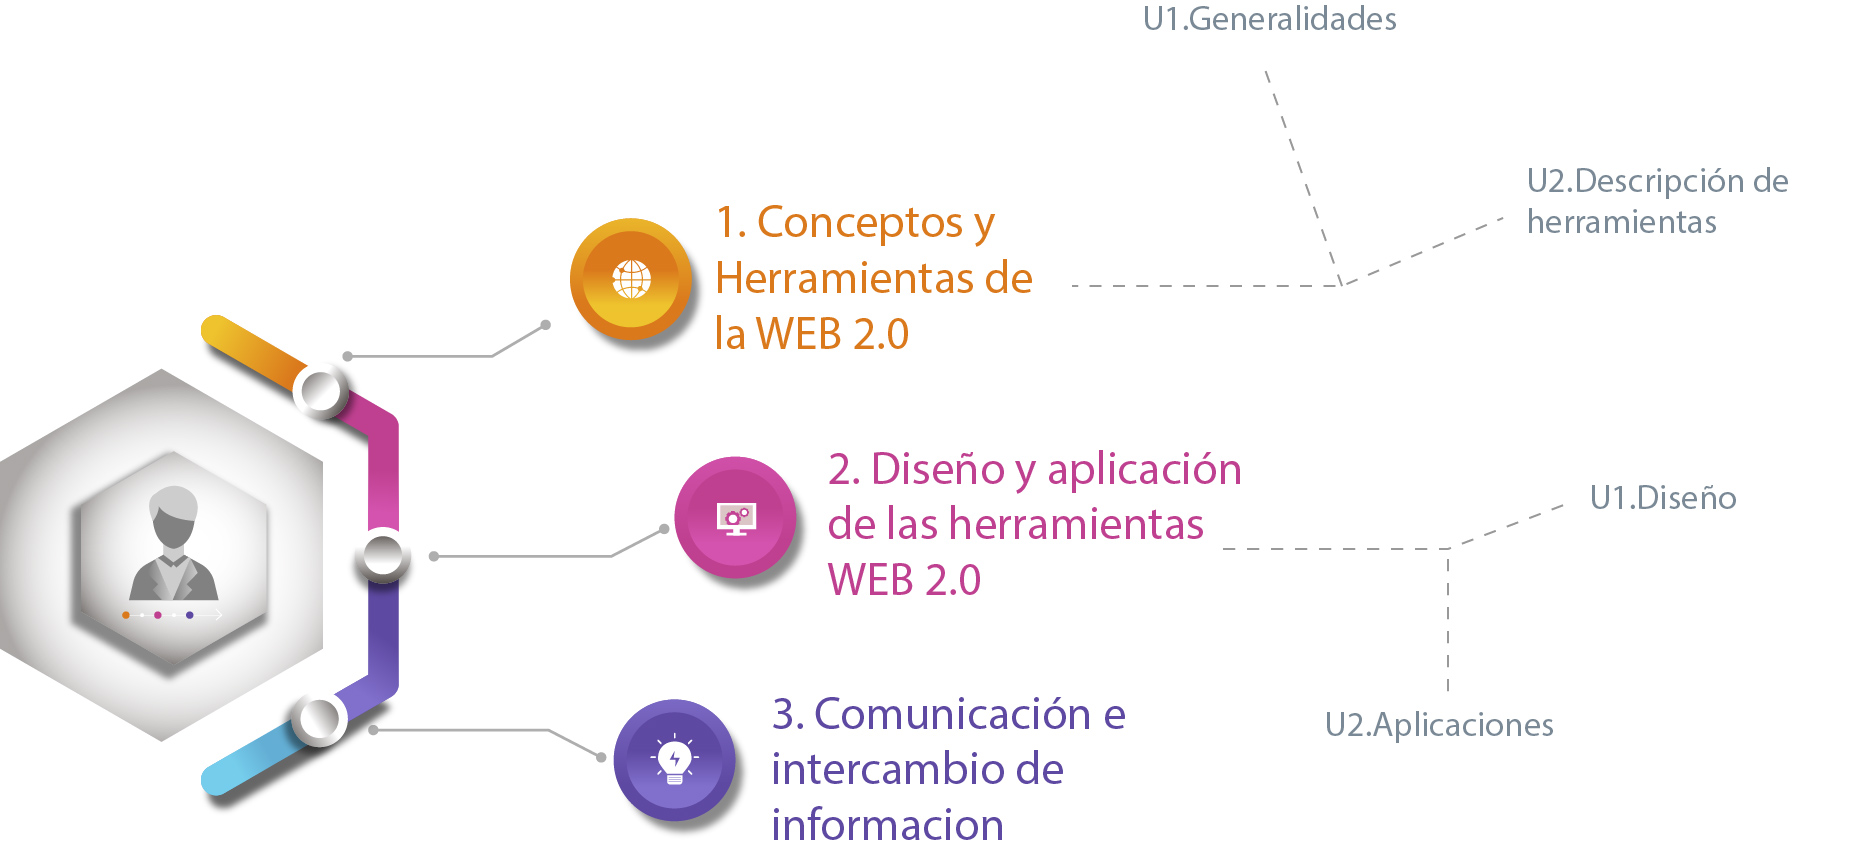 U1.Generalidades
U2.Descripción de
herramientas
1. Conceptos y
Herramientas de
la WEB 2.0
2. Diseño y aplicación
de las herramientas
WEB 2.0
U1.Diseño
U2.Aplicaciones
3. Comunicación e
intercambio de
informacion